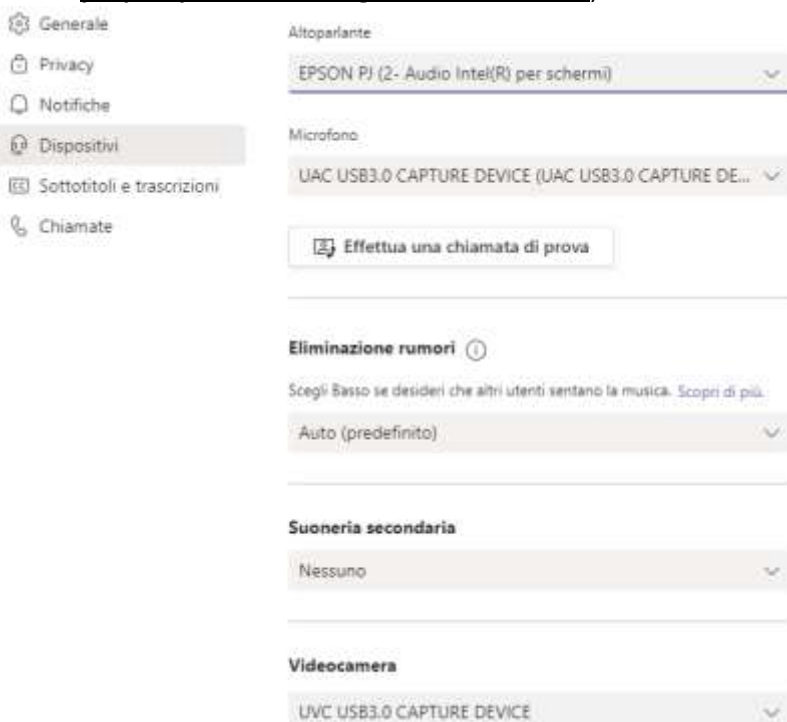 Generale
Privacy
Notifiche
Dispositivi
Sottotitoli e trascrizioni
Chiamate
Altoparlante
EPSON PJ (2- Audio Intel(R) per schermi)
Microfono
UAC USB3.0 CAPTURE DEVICE (UAC USB3.0 CAPTURE DE...
Effettua una chiamata di prova
Eliminazione rumori
Scegli Basso se desideri che altri utenti sentano la musica. Scopri di più.
Auto (predefinito)
Suoneria secondaria
Nessuno
Videocamera
UVC USB3.0 CAPTURE DEVICE